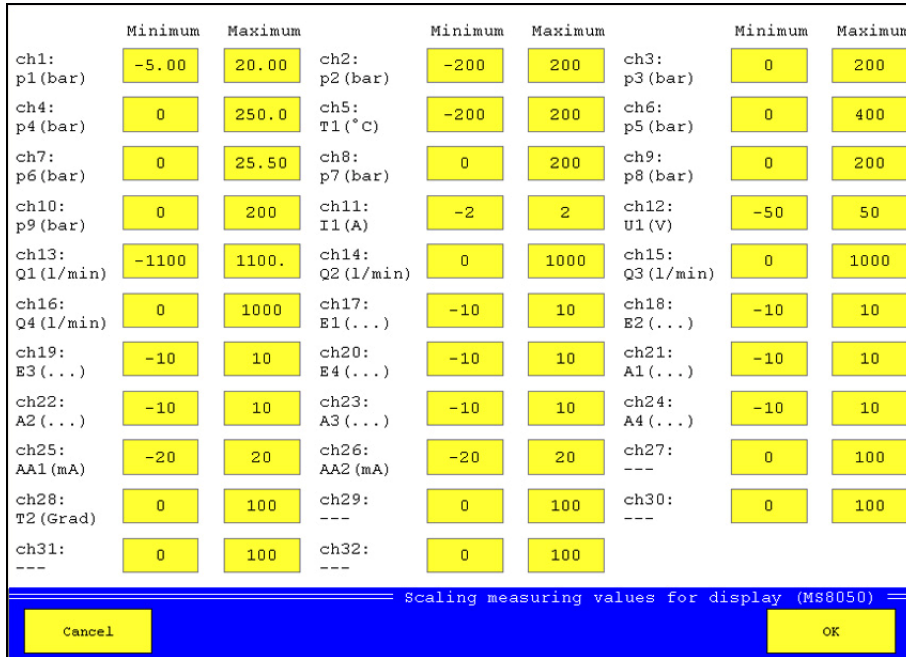 Minimum Maximum Minimum Maximum Minimum Maximum
ch1: p1(bar) -5.00 20.00 ch2: p2(bar) -200 200 ch3: p3(bar) 0 200
ch4: p4(bar) 0 250.0 ch5: T1(°C) -200 200 ch6: p5(bar) 0 400
ch7: p6(bar) 0 25.50 ch8: p7(bar) 0 200 ch9: p8(bar) 0 200
ch10: p9(bar) 0 200 ch11: I1(A) -2 2 ch12: U1(V) -50 50
ch13: Q1(l/min) -1100 1100. ch14: Q2(l/min) 0 1000 ch15: Q3(l/min) 0 1000
ch16: Q4(l/min) 0 1000 ch17: E1(...) -10 10 ch18: E2(...) -10 10
ch19: E3(...) -10 10 ch20: E4(...) -10 10 ch21: A1(...) -10 10
ch22: A2(...) -10 10 ch23: A3(...) -10 10 ch24: A4(...) -10 10
ch25: AA1(mA) -20 20 ch26: AA2(mA) -20 20 ch27: --- 0 100
ch28: T2(Grad) 0 100 ch29: --- 0 100 ch30: --- 0 100
ch31: --- 0 100 ch32: --- 0 100
Scaling measuring values for display (MS8050)
Cancel OK